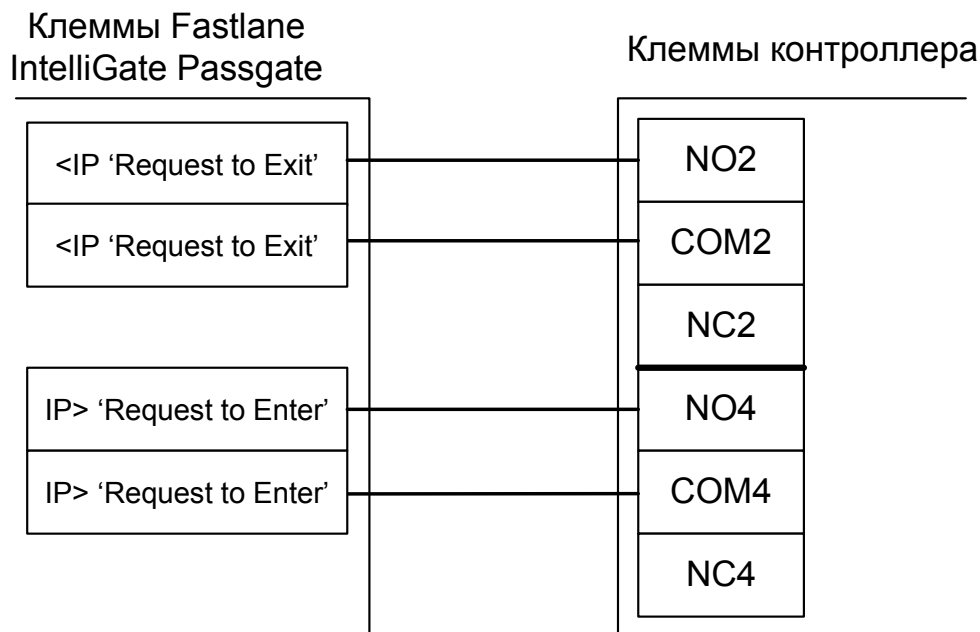 Клеммы Fastlane
IntelliGate Passgate
Клеммы контроллера
<IP ‘Request to Exit’
<IP ‘Request to Exit’
IP> ‘Request to Enter’
IP> ‘Request to Enter’
NO2
COM2
NC2
NO4
COM4
NC4